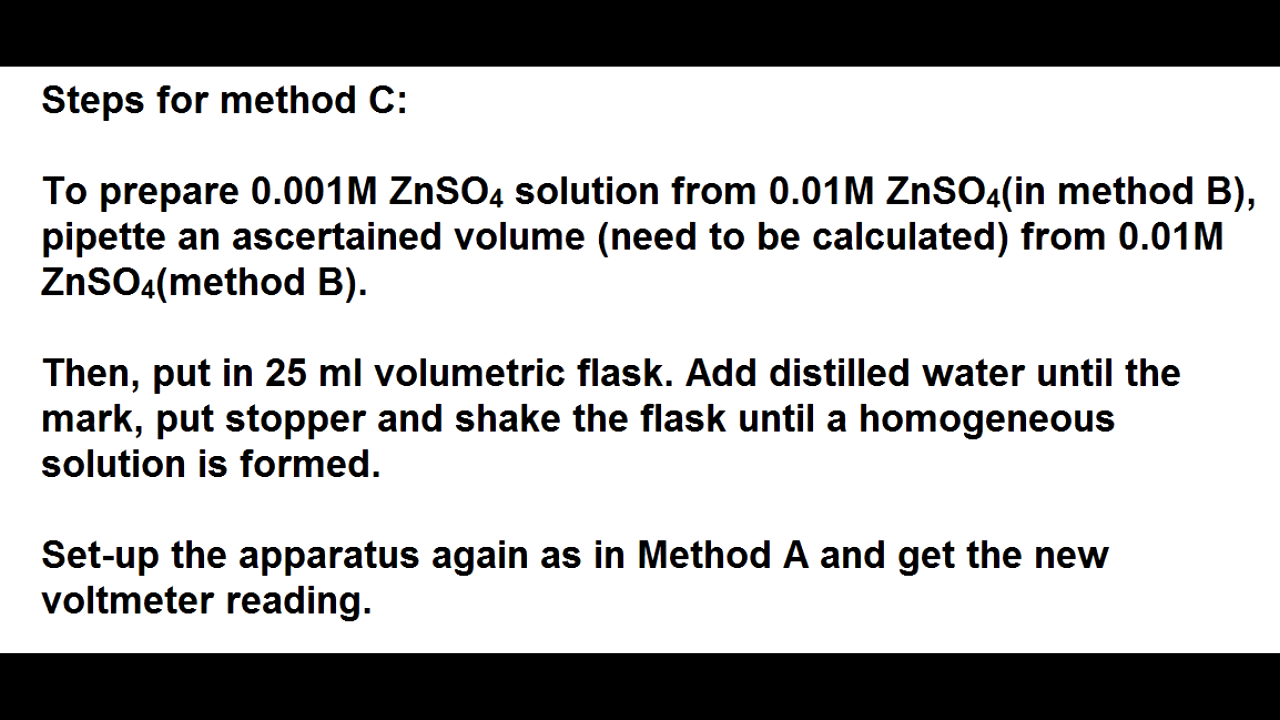 Steps for method C:
To prepare 0.001M ZnSO₄ solution from 0.01M ZnSO₄(in method B),
pipette an ascertained volume (need to be calculated) from 0.01M
ZnSO₄(method B).
Then, put in 25 ml volumetric flask. Add distilled water until the
mark, put stopper and shake the flask until a homogeneous
solution is formed.
Set-up the apparatus again as in Method A and get the new
voltmeter reading.